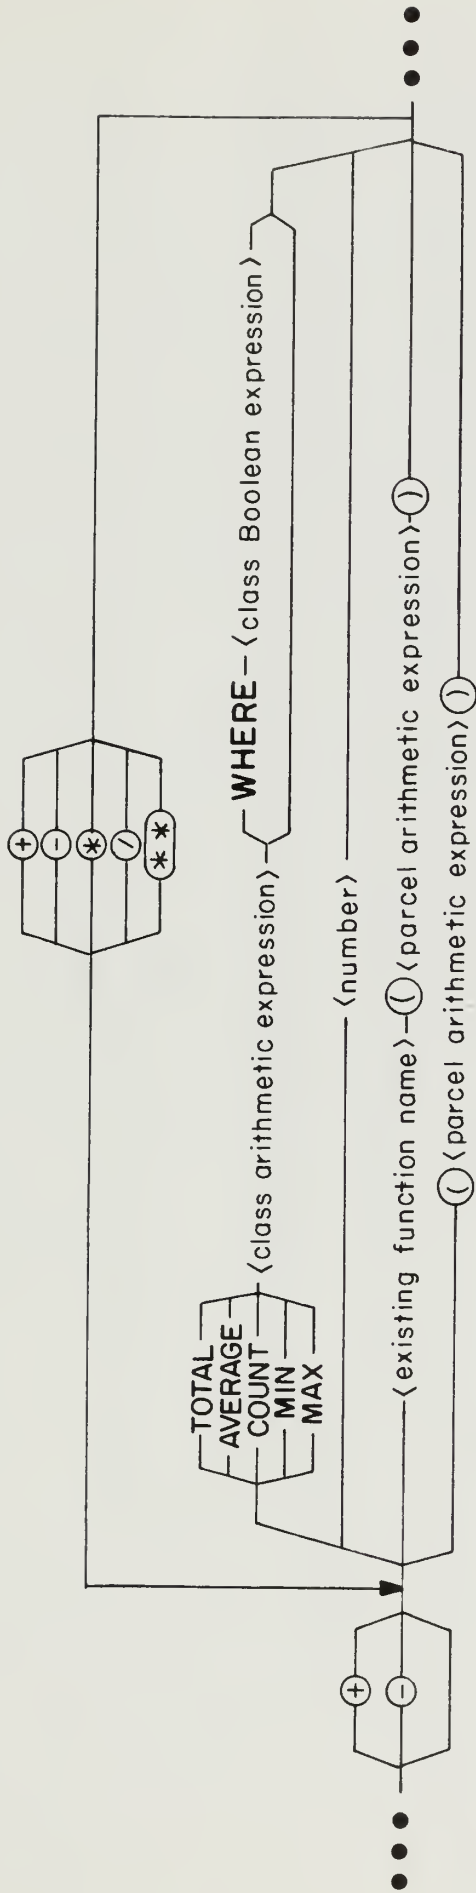 +
-
*
/
**
TOTAL
AVERAGE
COUNT
MIN
MAX
<class arithmetic expression>
WHERE - <class Boolean expression>
<number>
+
-
<existing function name> - ( <parcel arithmetic expression> - )
( <parcel arithmetic expression> )